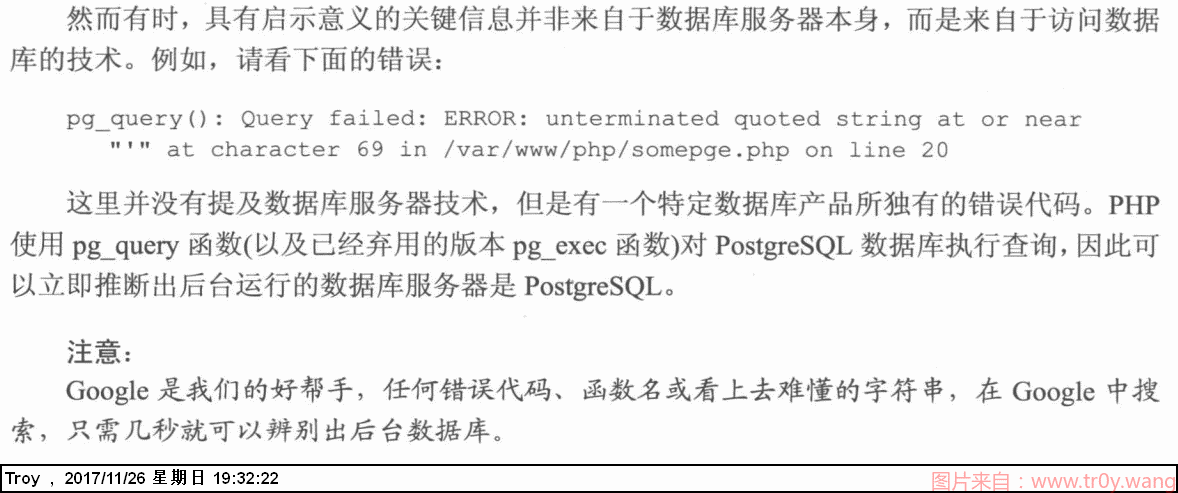 然而有时，具有启示意义的关键信息并非来自于数据库服务器本身，而是来自于访问数据
库的技术。例如，请看下面的错误：
pg_query(): Query failed: ERROR: unterminated quoted string at or near
"'" at character 69 in /var/www/php/somepge.php on line 20
这里并没有提及数据库服务器技术，但是有一个特定数据库产品所独有的错误代码。PHP
使用 pg_query 函数(以及已经弃用的版本 pg_exec 函数)对 PostgreSQL 数据库执行查询，因此可
以立即推断出后台运行的数据库服务器是 PostgreSQL。
注意：
Google 是我们的好帮手，任何错误代码、函数名或看上去难懂的字符串，在 Google 中搜
索，只需几秒就可以辨别出后台数据库。
Troy , 2017/11/26 星期日 19:32:22
图片来自：www.tr0y.wang